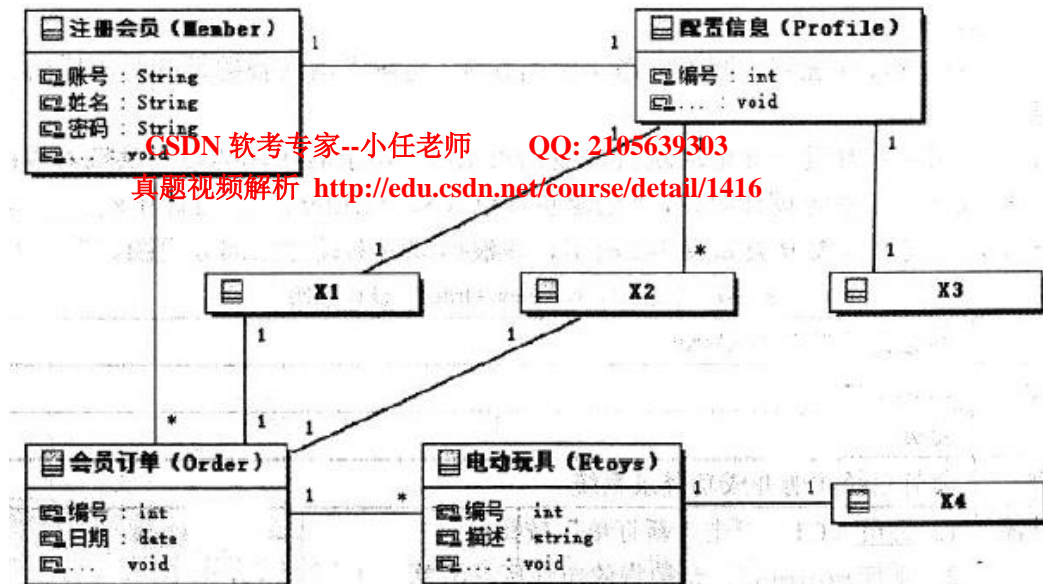 注册会员 (Member)
账号 : String
姓名 : String
密码 : String
... void
1
1
配置信息 (Profile)
编号 : int
... : void
CSDN 软考专家--小任老师 QQ: 2105639303
真题视频解析 http://edu.csdn.net/course/detail/1416
1
1
1
1
1
*
1
X1
X2
X3
1
1
*
1
1
会员订单 (Order)
编号 : int
日期 : date
... void
1
*
电动玩具 (Etoys)
编号 : int
描述 : string
... : void
1
1
X4